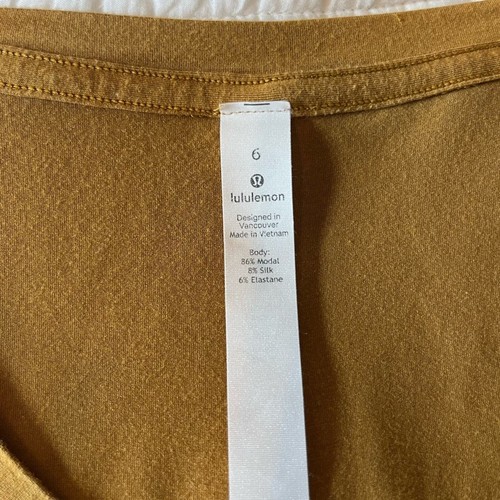 6
lululemon
Designed in
Vancouver
Made in Vietnam
Body:
86% Modal
8% Silk
6% Elastane